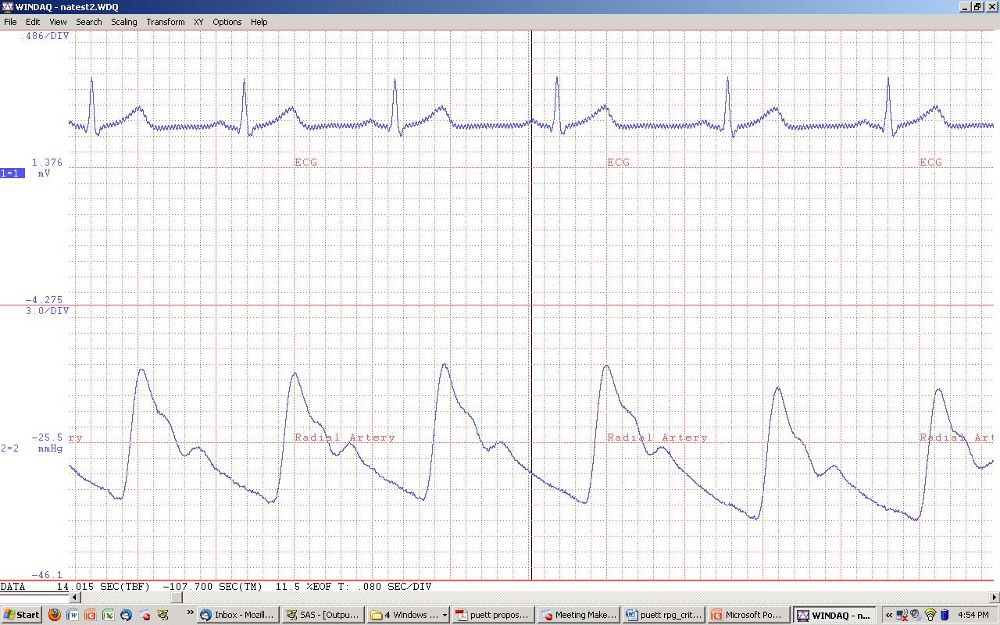 WINDAQ - natest2.WDQ
File Edit View Search Scaling Transform XY Options Help
.486/DIV
1.376 ECG ECG ECG
1=1 mV
-4.275
3.0/DIV
-25.5 ry Radial Artery Radial Artery Radial Art
2=2 mmHg
-46.1
DATA 14.015 SEC(TBF) -107.700 SEC(TM) 11.5 %EOF T: .080 SEC/DIV
Start » Inbox - Mozill... SAS - [Outpu... 4 Windows ... puett propos... Meeting Make... puett rpg_crit... Microsoft Po... WINDAQ - n... « 4:54 PM